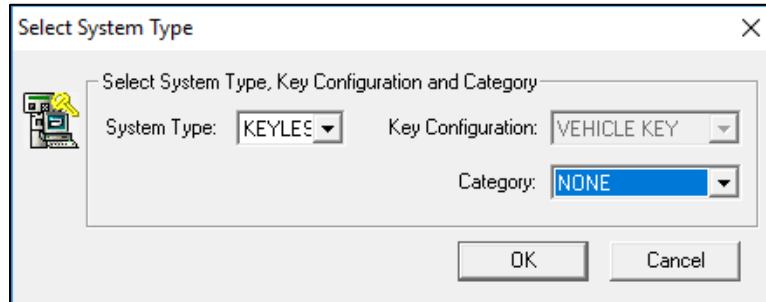 Select System Type
Select System Type, Key Configuration and Category
System Type: KEYLES Key Configuration: VEHICLE KEY
Category: NONE
OK Cancel